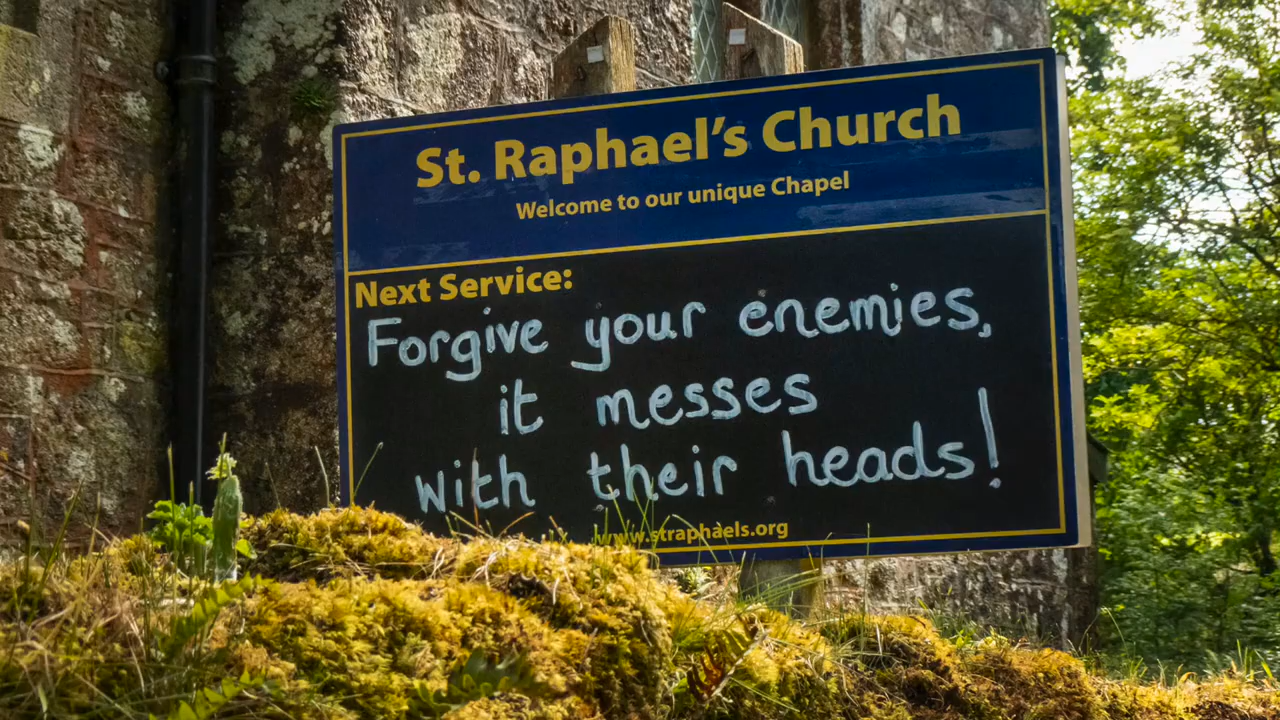 St. Raphael's Church
Welcome to our unique Chapel
Next Service:
Forgive your enemies,
it messes
with their heads!
www.straphaels.org